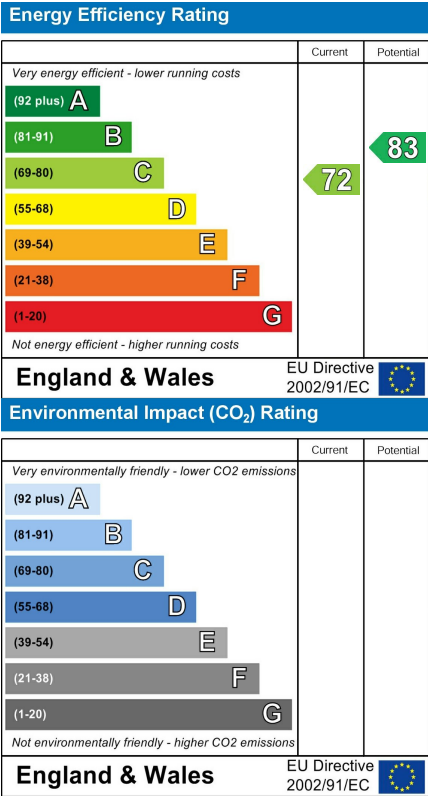 Energy Efficiency Rating
Current Potential
Very energy efficient - lower running costs
(92 plus) A
(81-91) B
83
(69-80) C
72
(55-68) D
(39-54) E
(21-38) F
(1-20) G
Not energy efficient - higher running costs
England & Wales
EU Directive
2002/91/EC
Environmental Impact (CO₂) Rating
Current Potential
Very environmentally friendly - lower CO2 emissions
(92 plus) A
(81-91) B
(69-80) C
(55-68) D
(39-54) E
(21-38) F
(1-20) G
Not environmentally friendly - higher CO2 emissions
England & Wales
EU Directive
2002/91/EC